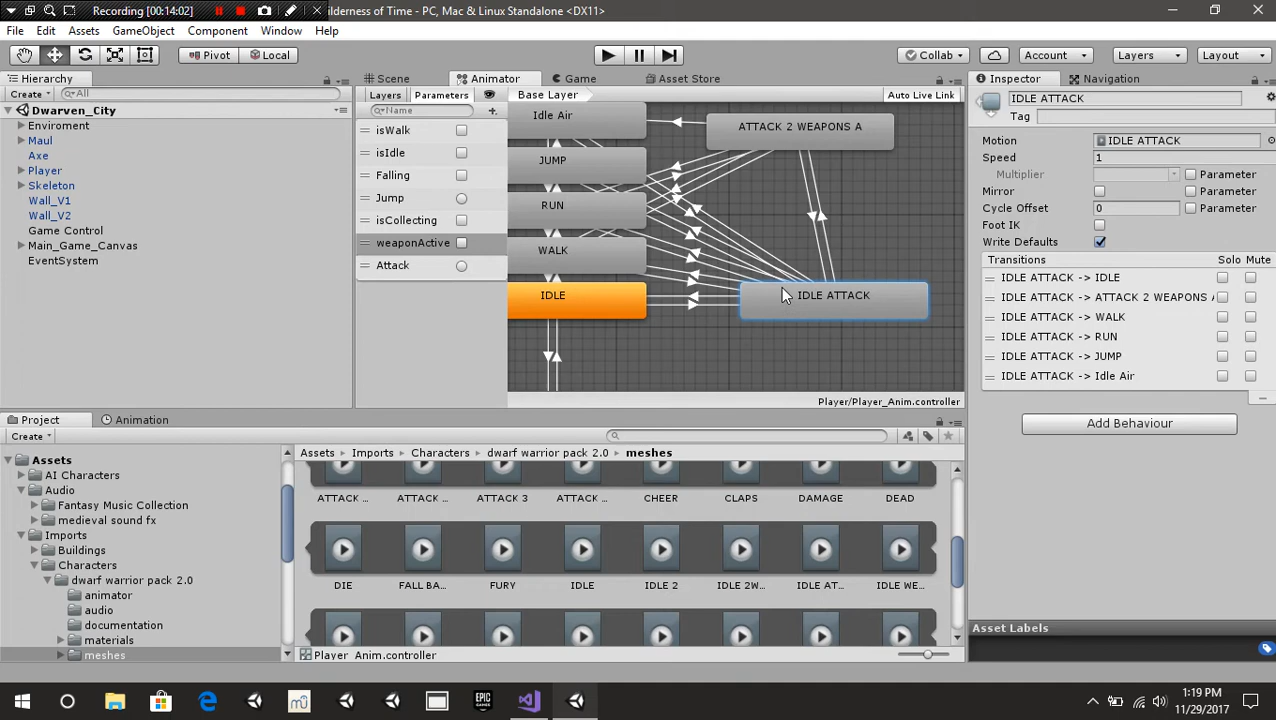 Recording [00:14:02]
ilderness of Time - PC, Mac & Linux Standalone <DX11>
File Edit Assets GameObject Component Window Help
Pivot Local Collab Account Layers Layout
Hierarchy
Create All
Dwarven_City
Enviroment
Maul
Axe
Player
Skeleton
Wall_V1
Wall_V2
Game Control
Main_Game_Canvas
EventSystem
Scene Animator Game Asset Store
Layers Parameters Base Layer Auto Live Link
Name
isWalk
isIdle
Falling
Jump
isCollecting
weaponActive
Attack
Idle Air
ATTACK 2 WEAPONS A
JUMP
RUN
WALK
IDLE
IDLE ATTACK
Player/Player_Anim.controller
Inspector Navigation
IDLE ATTACK
Tag
Motion IDLE ATTACK
Speed 1
Multiplier Parameter
Mirror Parameter
Cycle Offset 0 Parameter
Foot IK
Write Defaults
Transitions Solo Mute
IDLE ATTACK -> IDLE
IDLE ATTACK -> ATTACK 2 WEAPONS A
IDLE ATTACK -> WALK
IDLE ATTACK -> RUN
IDLE ATTACK -> JUMP
IDLE ATTACK -> Idle Air
Add Behaviour
Asset Labels
Project Animation
Create
Assets
AI Characters
Audio
Fantasy Music Collection
medieval sound fx
Imports
Buildings
Characters
dwarf warrior pack 2.0
animator
audio
documentation
materials
meshes
Assets Imports Characters dwarf warrior pack 2.0 meshes
ATTACK ... ATTACK ... ATTACK 3 ATTACK ... CHEER CLAPS DAMAGE DEAD
DIE FALL BA... FURY IDLE IDLE 2 IDLE 2W... IDLE AT... IDLE WE...
Player_Anim.controller
EPIC GAMES
1:19 PM
11/29/2017